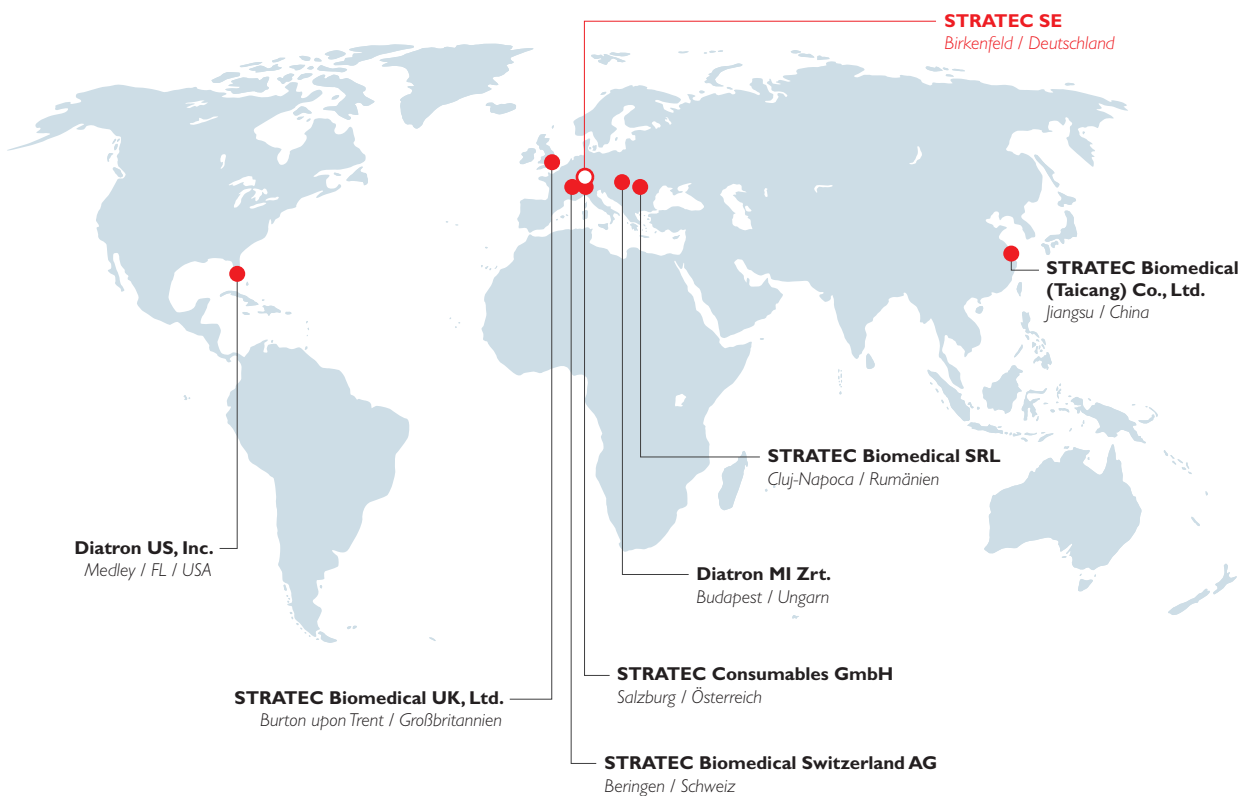 STRATEC SE
Birkenfeld / Deutschland
STRATEC Biomedical
(Taicang) Co., Ltd.
Jiangsu / China
STRATEC Biomedical SRL
Cluj-Napoca / Rumänien
Diatron US, Inc.
Medley / FL / USA
Diatron MI Zrt.
Budapest / Ungarn
STRATEC Consumables GmbH
Salzburg / Österreich
STRATEC Biomedical UK, Ltd.
Burton upon Trent / Großbritannien
STRATEC Biomedical Switzerland AG
Beringen / Schweiz